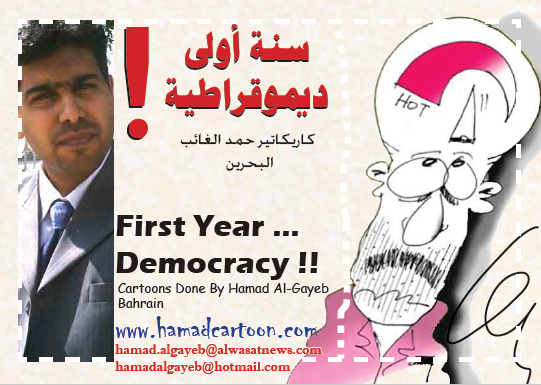 سنة أولى
ديموقراطية
!
كاريكاتير حمد الغائب
البحرين
HOT
First Year ...
Democracy !!
Cartoons Done By Hamad Al-Gayeb
Bahrain
www.hamadcartoon.com
hamad.algayeb@alwasatnews.com
hamadalgayeb@hotmail.com